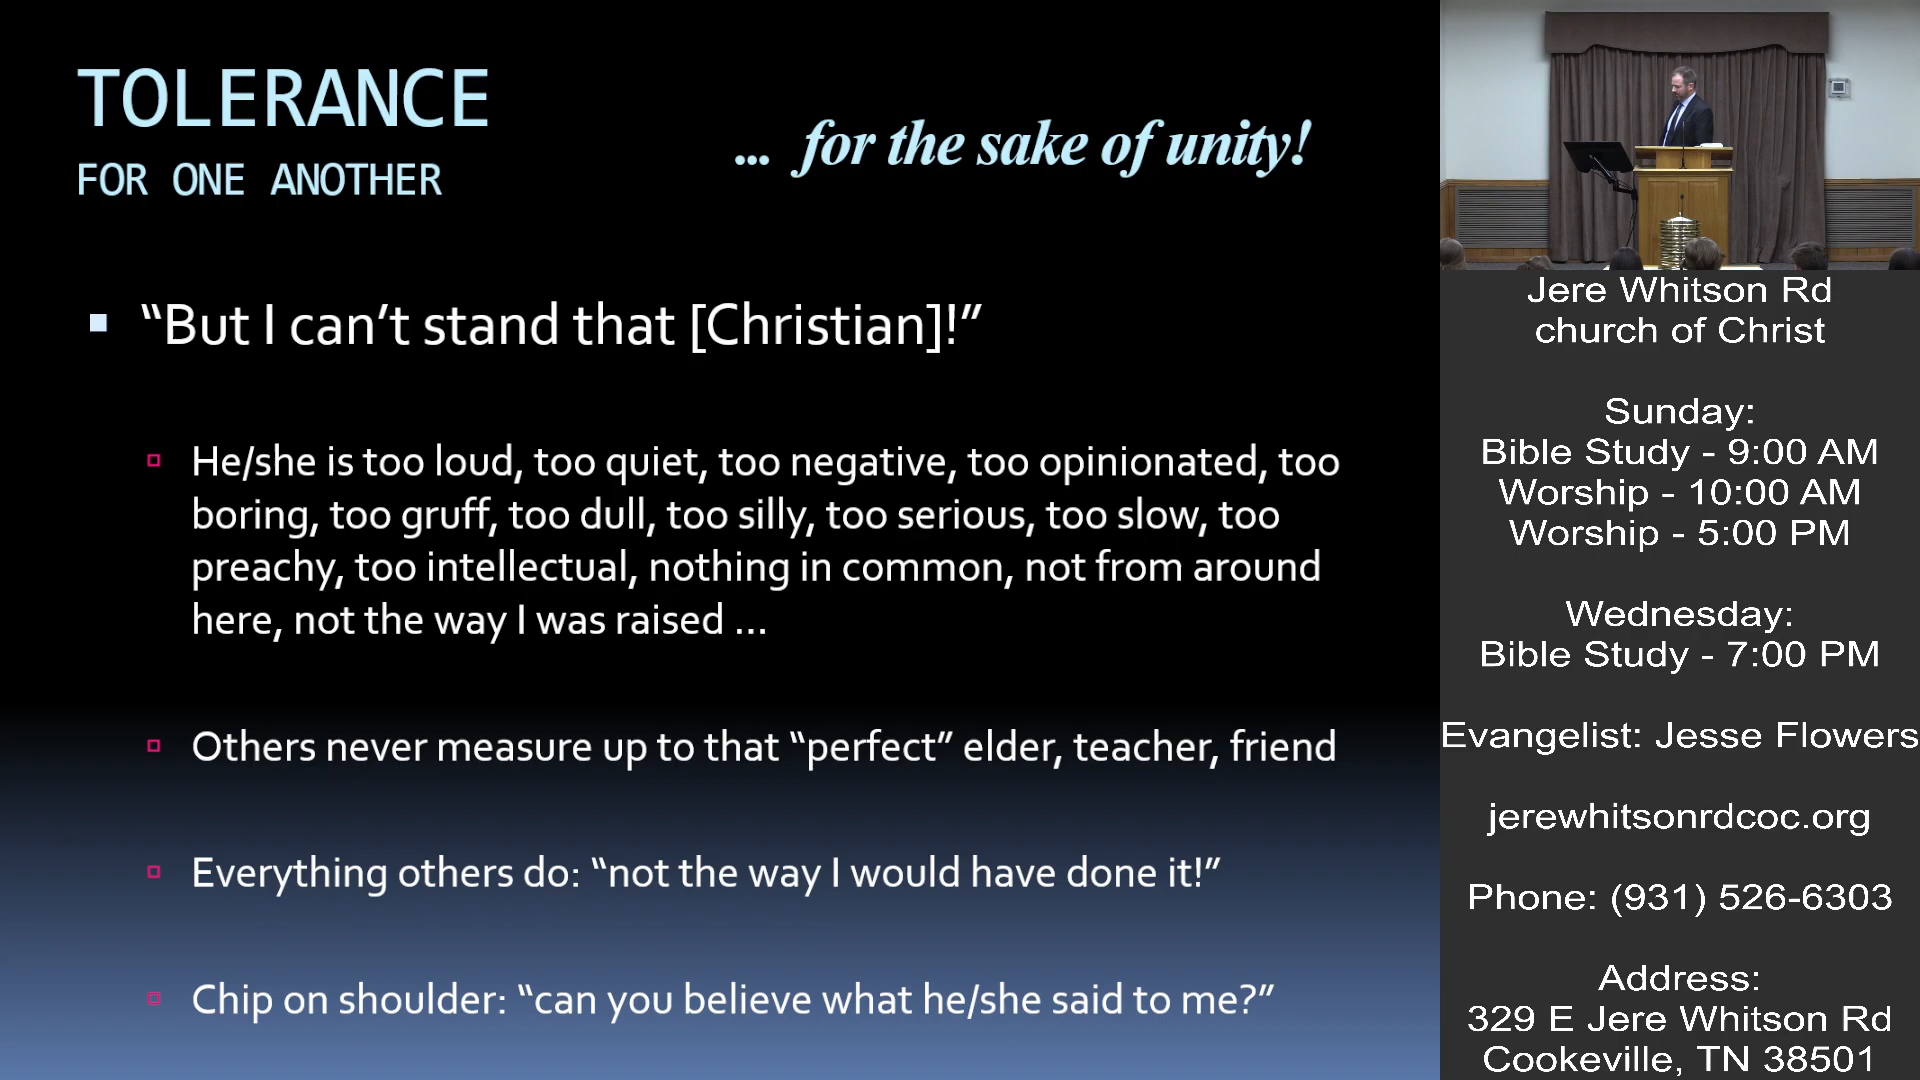 TOLERANCE
FOR ONE ANOTHER
... for the sake of unity!
“But I can’t stand that [Christian]!”
He/she is too loud, too quiet, too negative, too opinionated, too
boring, too gruff, too dull, too silly, too serious, too slow, too
preachy, too intellectual, nothing in common, not from around
here, not the way I was raised ...
Others never measure up to that “perfect” elder, teacher, friend
Everything others do: “not the way I would have done it!”
Chip on shoulder: “can you believe what he/she said to me?”
Jere Whitson Rd
church of Christ
Sunday:
Bible Study - 9:00 AM
Worship - 10:00 AM
Worship - 5:00 PM
Wednesday:
Bible Study - 7:00 PM
Evangelist: Jesse Flowers
jerewhitsonrdcoc.org
Phone: (931) 526-6303
Address:
329 E Jere Whitson Rd
Cookeville, TN 38501